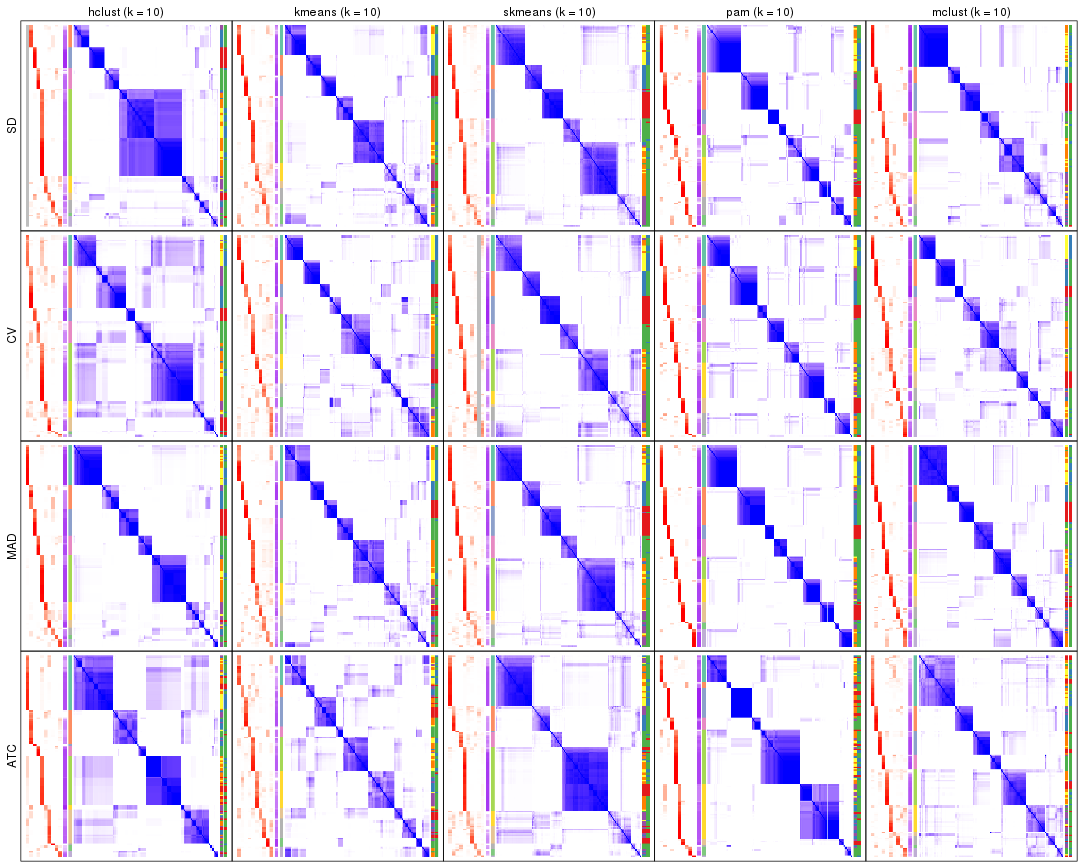 hclust (k = 10)
kmeans (k = 10)
skmeans (k = 10)
pam (k = 10)
mclust (k = 10)
SD
CV
MAD
ATC